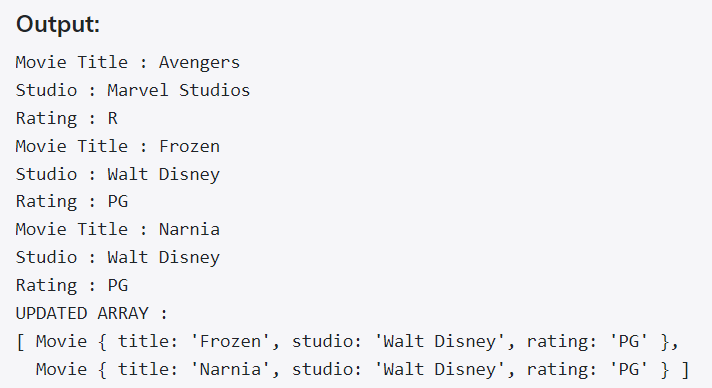 Output:
Movie Title : Avengers
Studio : Marvel Studios
Rating : R
Movie Title : Frozen
Studio : Walt Disney
Rating : PG
Movie Title : Narnia
Studio : Walt Disney
Rating : PG
UPDATED ARRAY :
[ Movie { title: 'Frozen', studio: 'Walt Disney', rating: 'PG' },
  Movie { title: 'Narnia', studio: 'Walt Disney', rating: 'PG' } ]